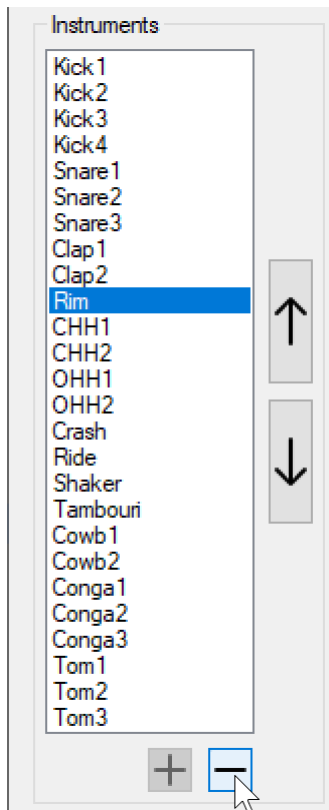 Instruments
Kick1
Kick2
Kick3
Kick4
Snare1
Snare2
Snare3
Clap1
Clap2
Rim
CHH1
CHH2
OHH1
OHH2
Crash
Ride
Shaker
Tambouri
Cowb1
Cowb2
Conga1
Conga2
Conga3
Tom1
Tom2
Tom3